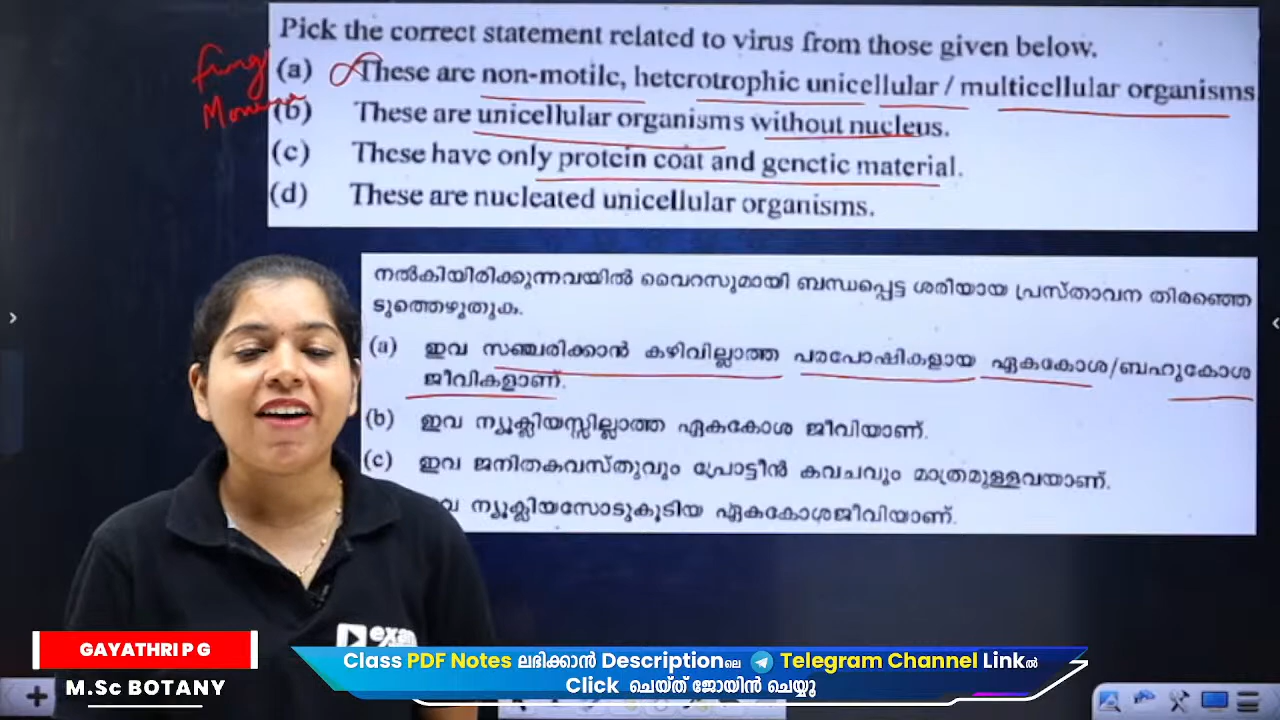 Pick the correct statement related to virus from those given below.
Fungi
(a) These are non-motile, heterotrophic unicellular / multicellular organisms
Monera
(b) These are unicellular organisms without nucleus.
(c) These have only protein coat and genetic material.
(d) These are nucleated unicellular organisms.
നൽകിയിരിക്കുന്നവയിൽ വൈറസുമായി ബന്ധപ്പെട്ട ശരിയായ പ്രസ്താവന തിരഞ്ഞെ
ടുത്തെഴുതുക.
(a) ഇവ സഞ്ചരിക്കാൻ കഴിവില്ലാത്ത പരപോഷികളായ ഏകകോശ/ബഹുകോശ
ജീവികളാണ്.
(b) ഇവ ന്യൂക്ലിയസ്സില്ലാത്ത ഏകകോശ ജീവിയാണ്.
(c) ഇവ ജനിതകവസ്തുവും പ്രോട്ടീൻ കവചവും മാത്രമുള്ളവയാണ്.
ന്യൂക്ലിയസോടുകൂടിയ ഏകകോശജീവിയാണ്.
exam
GAYATHRI P G
M.Sc BOTANY
Class PDF Notes ലഭിക്കാൻ Descriptionലെ Telegram Channel Linkൽ
Click ചെയ്ത് ജോയിൻ ചെയ്യൂ